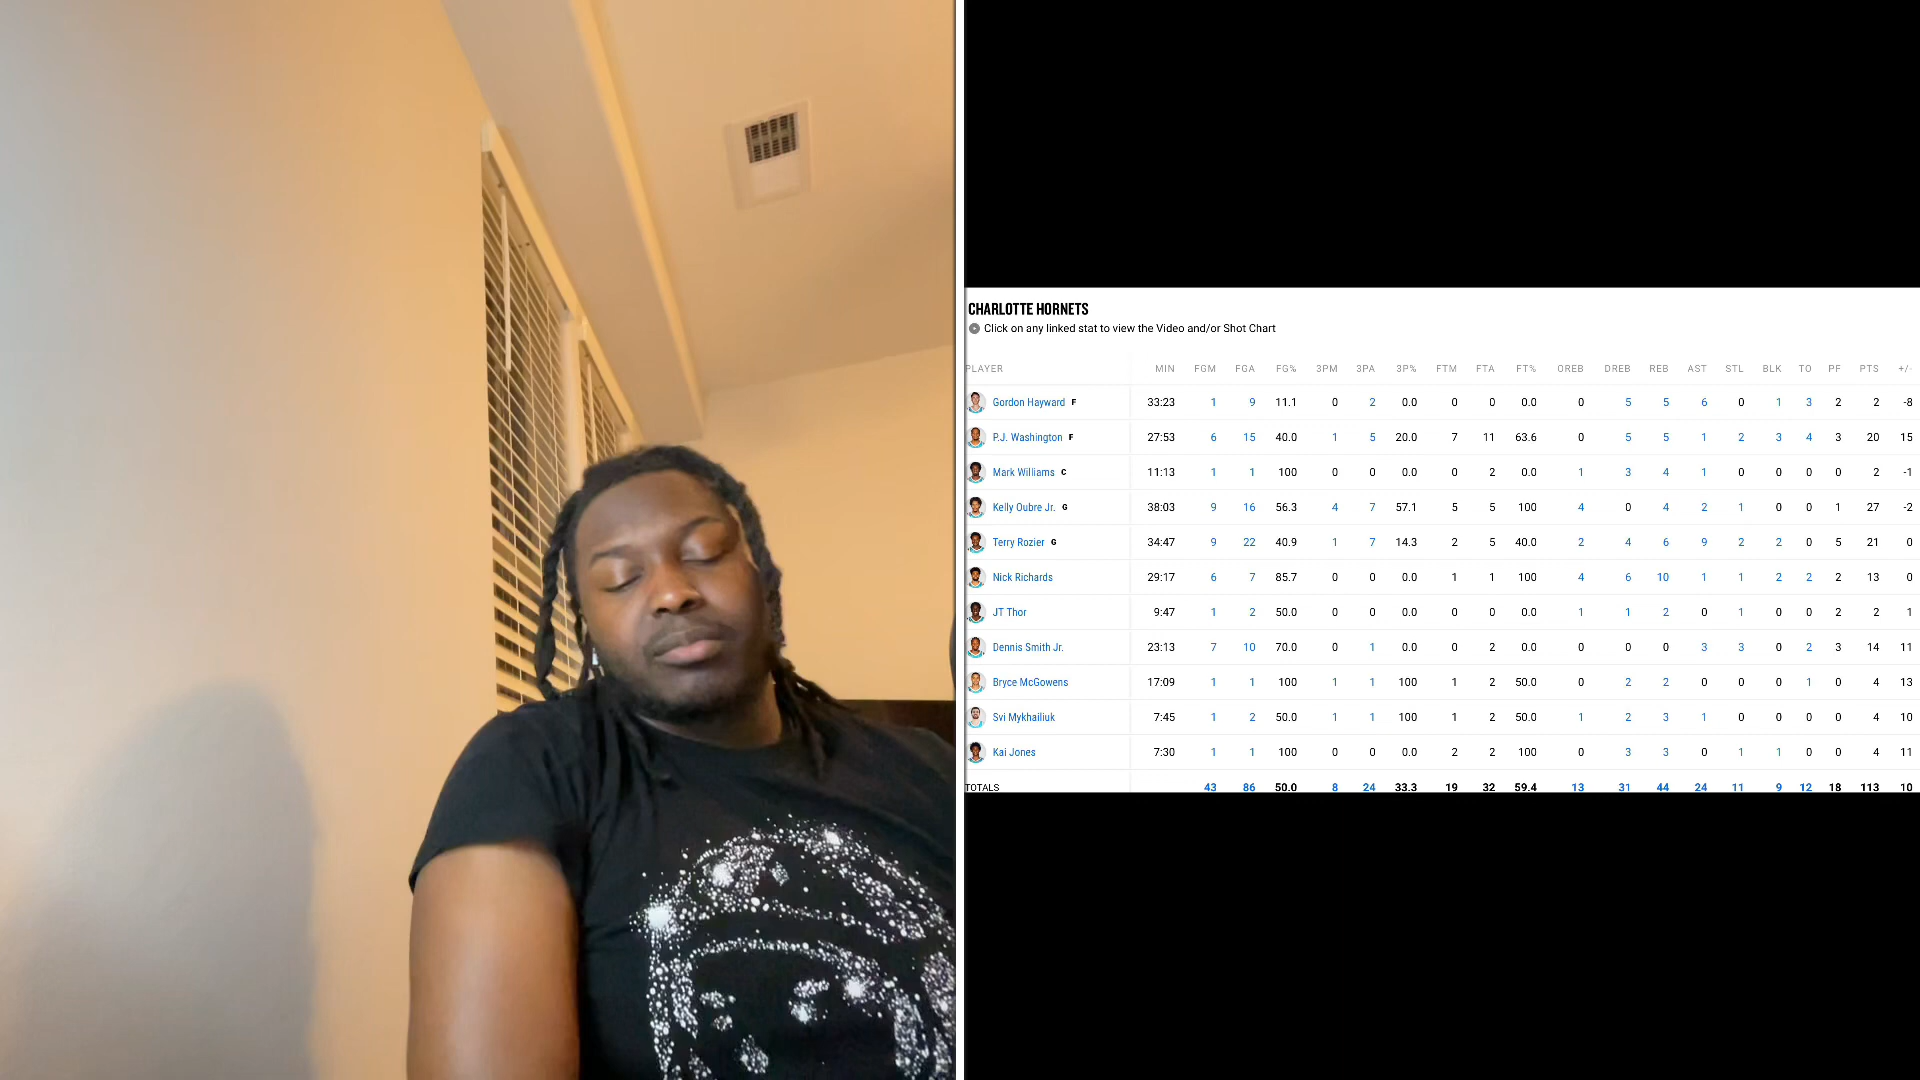 CHARLOTTE HORNETS
Click on any linked stat to view the Video and/or Shot Chart
PLAYER MIN FGM FGA FG% 3PM 3PA 3P% FTM FTA FT% OREB DREB REB AST STL BLK TO PF PTS +/-
Gordon Hayward F 33:23 1 9 11.1 0 2 0.0 0 0 0.0 0 5 5 6 0 1 3 2 2 -8
P.J. Washington F 27:53 6 15 40.0 1 5 20.0 7 11 63.6 0 5 5 1 2 3 4 3 20 15
Mark Williams C 11:13 1 1 100 0 0 0.0 0 2 0.0 1 3 4 1 0 0 0 0 2 -1
Kelly Oubre Jr. G 38:03 9 16 56.3 4 7 57.1 5 5 100 4 0 4 2 1 0 0 1 27 -2
Terry Rozier G 34:47 9 22 40.9 1 7 14.3 2 5 40.0 2 4 6 9 2 2 0 5 21 0
Nick Richards 29:17 6 7 85.7 0 0 0.0 1 1 100 4 6 10 1 1 2 2 2 13 0
JT Thor 9:47 1 2 50.0 0 0 0.0 0 0 0.0 1 1 2 0 1 0 0 2 2 1
Dennis Smith Jr. 23:13 7 10 70.0 0 1 0.0 0 2 0.0 0 0 0 3 3 0 2 3 14 11
Bryce McGowens 17:09 1 1 100 1 1 100 1 2 50.0 0 2 2 0 0 0 1 0 4 13
Svi Mykhailiuk 7:45 1 2 50.0 1 1 100 1 2 50.0 1 2 3 1 0 0 0 0 4 10
Kai Jones 7:30 1 1 100 0 0 0.0 2 2 100 0 3 3 0 1 1 0 0 4 11
TOTALS 43 86 50.0 8 24 33.3 19 32 59.4 13 31 44 24 11 9 12 18 113 10